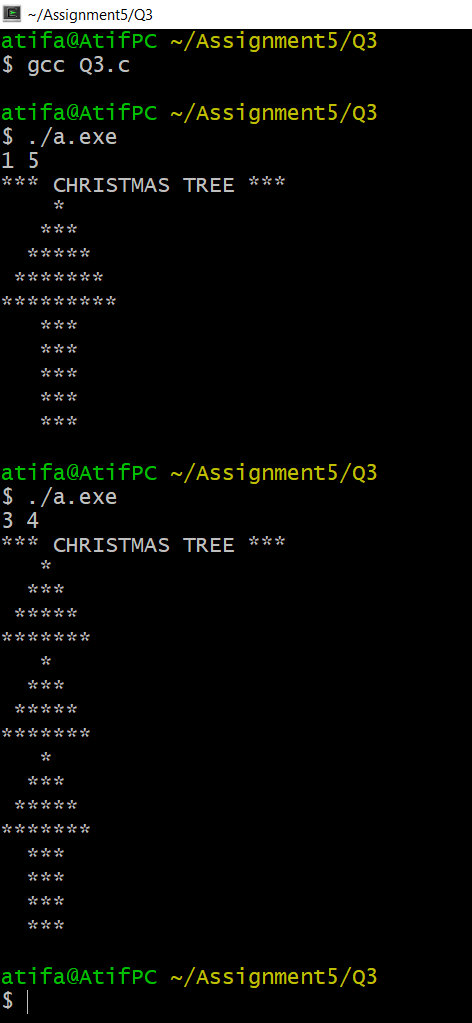 ~/Assignment5/Q3
atifa@AtifPC ~/Assignment5/Q3
$ gcc Q3.c
atifa@AtifPC ~/Assignment5/Q3
$ ./a.exe
1 5
*** CHRISTMAS TREE ***
    *
   ***
  *****
 *******
*********
   ***
   ***
   ***
   ***
   ***
atifa@AtifPC ~/Assignment5/Q3
$ ./a.exe
3 4
*** CHRISTMAS TREE ***
   *
  ***
 *****
*******
   *
  ***
 *****
*******
   *
  ***
 *****
*******
  ***
  ***
  ***
  ***
atifa@AtifPC ~/Assignment5/Q3
$